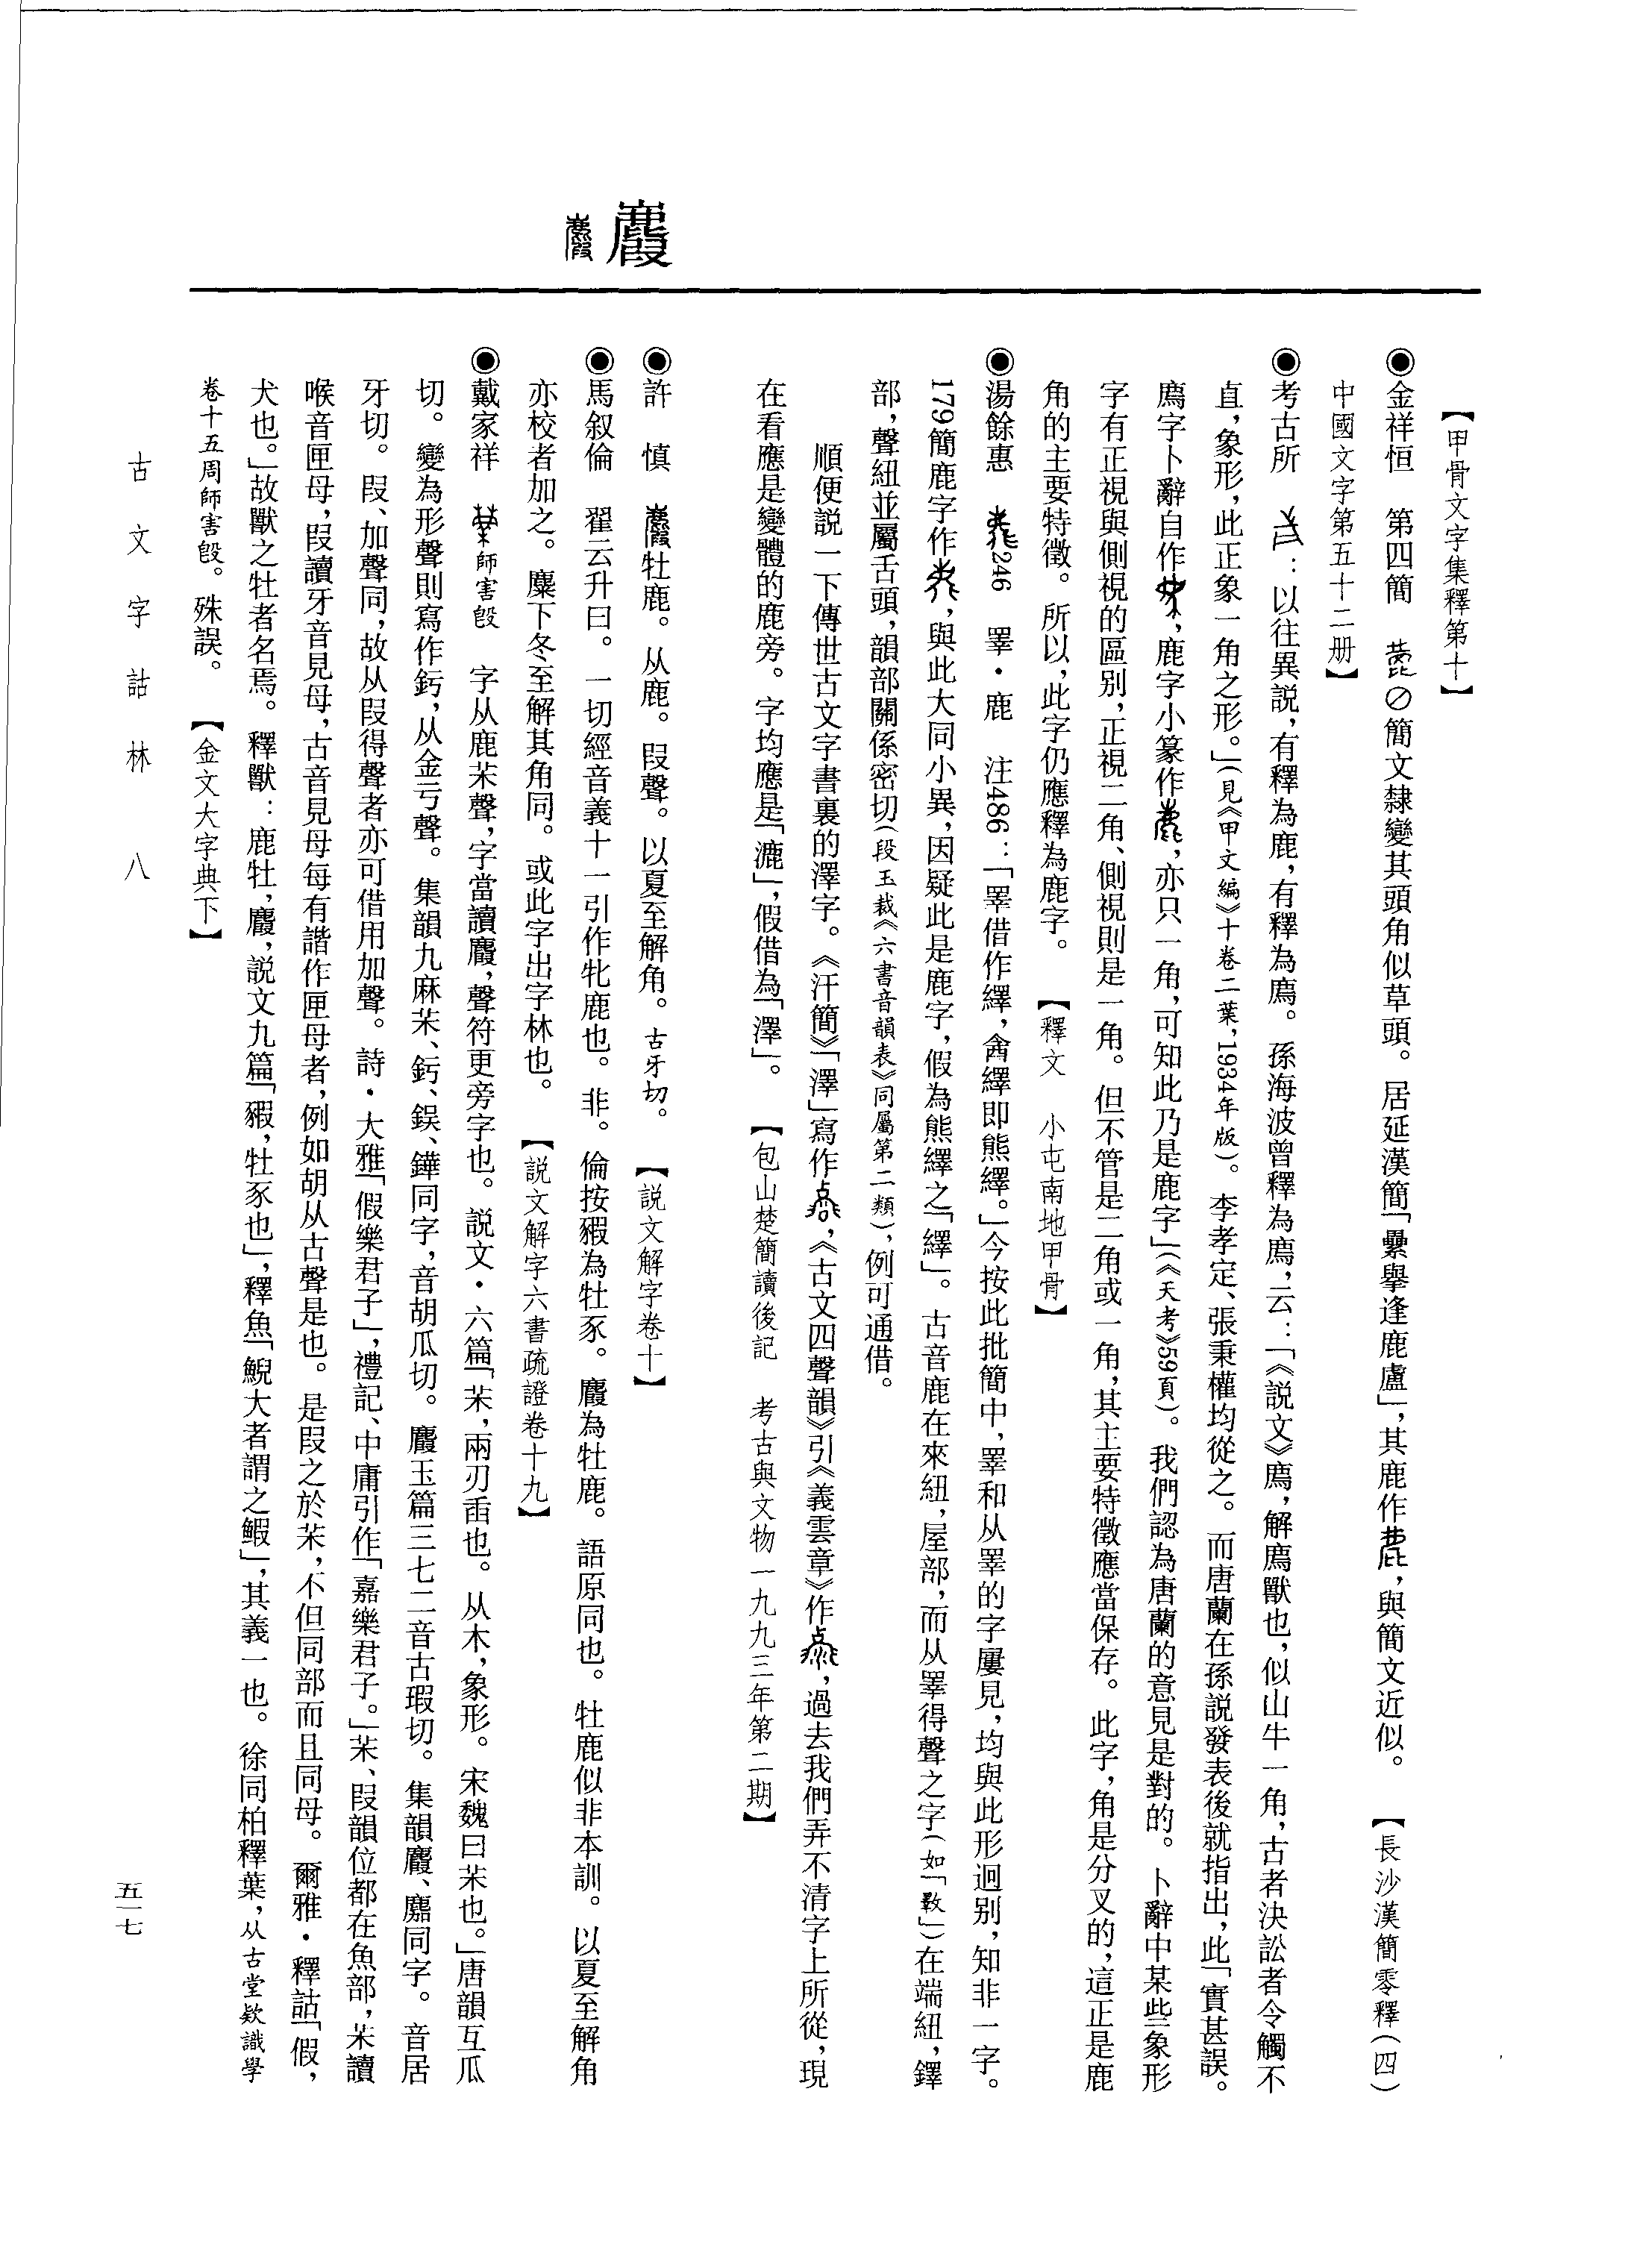 麚
【甲骨文字集釋第十】
◉金祥恒　第四簡　〼簡文隸變其頭角似草頭。居延漢簡「纍擧逢鹿盧」，其鹿作，與簡文近似。　【長沙漢簡零釋（四）
中國文字第五十二册】
◉考古所　：以往異説，有釋為鹿，有釋為廌。孫海波曾釋為廌，云：「《説文》廌，解廌獸也，似山牛一角，古者決訟者令觸不
直，象形，此正象一角之形。」（見《甲文編》十卷二葉，1934年版）。李孝定、張秉權均從之。而唐蘭在孫説發表後就指出，此「實甚誤。
廌字卜辭自作，鹿字小篆作，亦只一角，可知此乃是鹿字」（《天考》59頁）。我們認為唐蘭的意見是對的。卜辭中某些象形
字有正視與側視的區别，正視二角、側視則是一角。但不管是二角或一角，其主要特徵應當保存。此字，角是分叉的，這正是鹿
角的主要特徵。所以，此字仍應釋為鹿字。　【釋文　小屯南地甲骨】
◉湯餘惠　246　睪·鹿　注486：「睪借作繹，酓繹即熊繹。」今按此批簡中，睪和从睪的字屢見，均與此形迥别，知非一字。
179簡鹿字作，與此大同小異，因疑此是鹿字，假為熊繹之「繹」。古音鹿在來紐，屋部，而从睪得聲之字（如「斁」）在端紐，鐸
部，聲紐並屬舌頭，韻部關係密切（段玉裁《六書音韻表》同屬第二類），例可通借。
順便説一下傳世古文字書裏的澤字。《汗簡》「澤」寫作，《古文四聲韻》引《義雲章》作，過去我們弄不清字上所從，現
在看應是變體的鹿旁。字均應是「漉」，假借為「澤」。　【包山楚簡讀後記　考古與文物一九九三年第二期】
◉許　慎　牡鹿。从鹿。叚聲。以夏至解角。古牙切。　【説文解字卷十】
◉馬叙倫　翟云升曰。一切經音義十一引作牝鹿也。非。倫按豭為牡豕。麚為牡鹿。語原同也。牡鹿似非本訓。以夏至解角
亦校者加之。麋下冬至解其角同。或此字出字林也。　【説文解字六書疏證卷十九】
◉戴家祥　師害𣪘　字从鹿𣎵聲，字當讀麚，聲符更旁字也。説文·六篇「𣎵，兩刃臿也。从木，象形。宋魏曰𣎵也。」唐韻互瓜
切。變為形聲則寫作釫，从金亏聲。集韻九麻𣎵、釫、鋘、鏵同字，音胡瓜切。麚玉篇三七二音古瑕切。集韻麚、麍同字。音居
牙切。叚、加聲同，故从叚得聲者亦可借用加聲。詩·大雅「假樂君子」，禮記、中庸引作「嘉樂君子。」𣎵、叚韻位都在魚部，𣎵讀
喉音匣母，叚讀牙音見母，古音見母每有諧作匣母者，例如胡从古聲是也。是叚之於𣎵，不但同部而且同母。爾雅·釋詁「假，
犬也。」故獸之牡者名焉。釋獸：鹿牡，麚，説文九篇「豭，牡豕也」，釋魚「鯢大者謂之鰕」，其義一也。徐同柏釋葉，从古堂欵識學
卷十五周師害𣪘。殊誤。　【金文大字典下】
古文字詁林　八
五一七